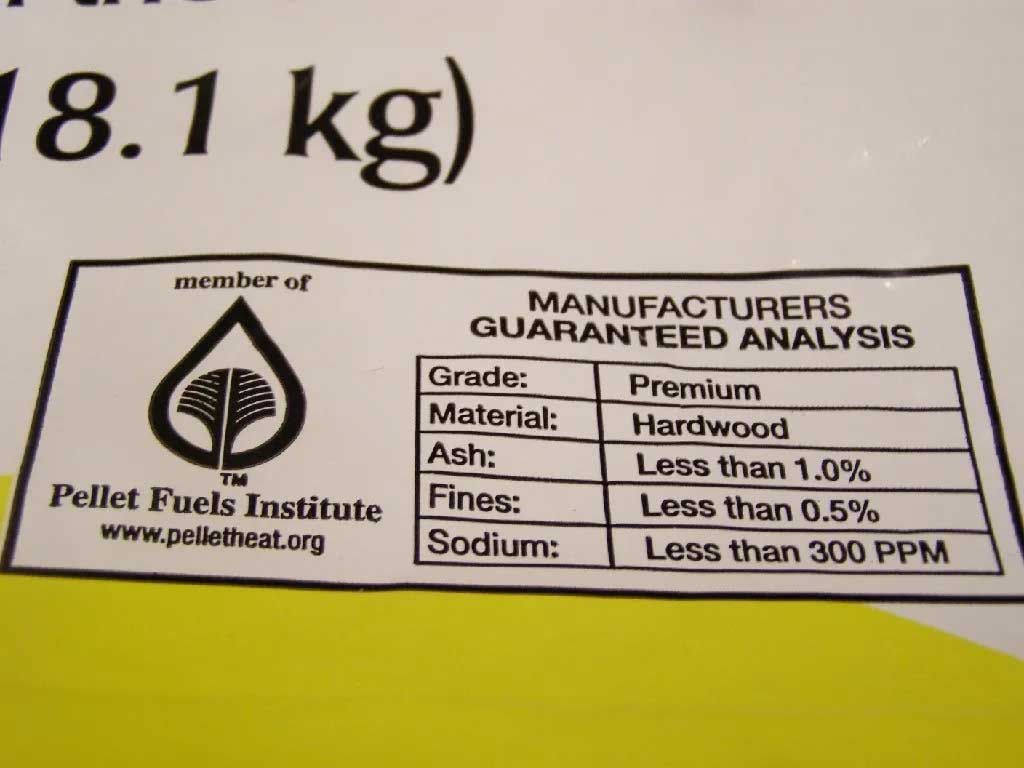 18.1 kg)
member of
MANUFACTURERS
GUARANTEED ANALYSIS
Grade: Premium
Material: Hardwood
Ash: Less than 1.0%
Fines: Less than 0.5%
Sodium: Less than 300 PPM
TM
Pellet Fuels Institute
www.pelletheat.org